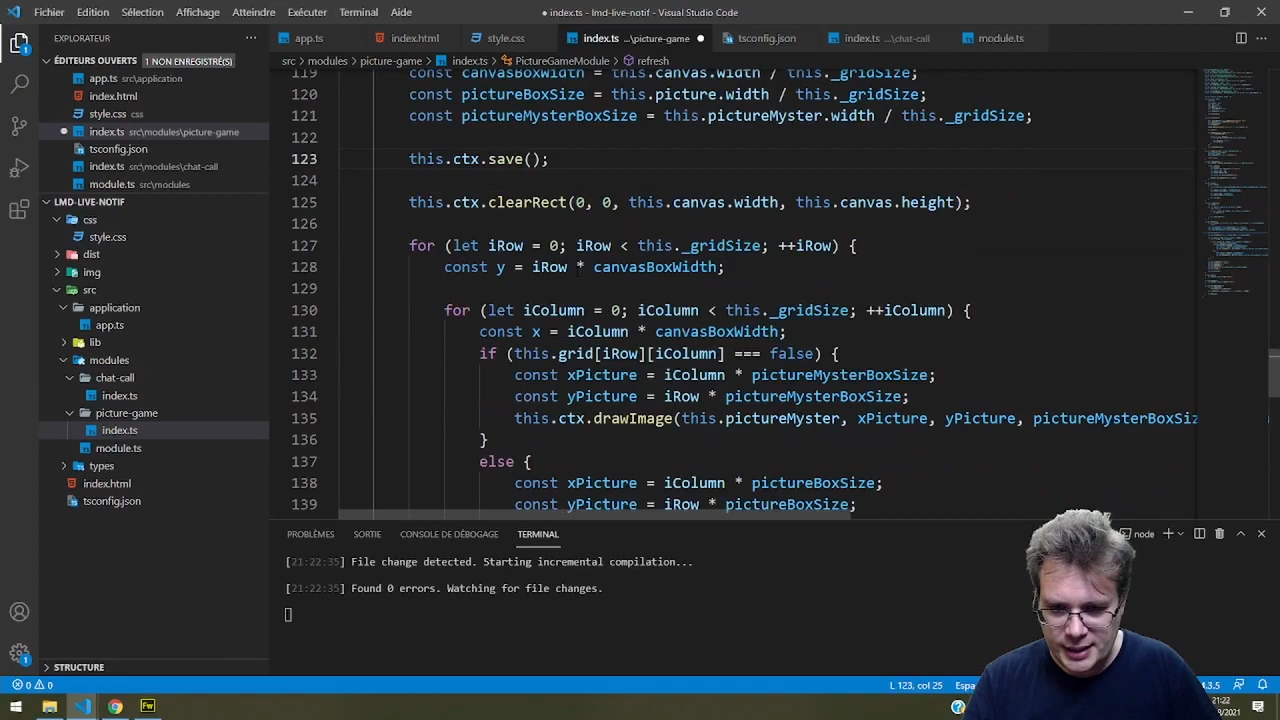 Fichier Edition Sélection Affichage Atteindre Exécuter Terminal Aide
● index.ts - lmd-live-notif - Visual Studio Code
EXPLORATEUR ...
app.ts index.html style.css index.ts ...\picture-game ● tsconfig.json index.ts ...\chat-call module.ts
ÉDITEURS OUVERTS 1 NON ENREGISTRÉ(S)
src > modules > picture-game > index.ts > PictureGameModule > refresh
app.ts src\application
index.html
style.css css
index.ts src\modules\picture-game
tsconfig.json
index.ts src\modules\chat-call
module.ts src\modules
LMD-LIVE-NOTIF
css
style.css
dist
img
src
application
app.ts
lib
modules
chat-call
index.ts
picture-game
index.ts
module.ts
types
index.html
tsconfig.json
STRUCTURE
119 const canvasBoxWidth = this.canvas.width / this._gridSize;
120 const pictureBoxSize = this.picture.width / this._gridSize;
121 const pictureMysterBoxSize = this.pictureMyster.width / this._gridSize;
122
123 this.ctx.save();
124
125 this.ctx.clearRect(0, this.canvas.width, this.canvas.height);
126
127 for (let iRow = 0; iRow < this._gridSize; ++iRow) {
128 const y iRow * canvasBoxWidth;
129
130 for (let iColumn = 0; iColumn < this._gridSize; ++iColumn) {
131 const x = iColumn * canvasBoxWidth;
132 if (this.grid[iRow][iColumn] === false) {
133 const xPicture = iColumn * pictureMysterBoxSize;
134 const yPicture = iRow * pictureMysterBoxSize;
135 this.ctx.drawImage(this.pictureMyster, xPicture, yPicture, pictureMysterBoxSiz
136 }
137 else {
138 const xPicture = iColumn * pictureBoxSize;
139 const yPicture = iRow * pictureBoxSize;
PROBLÈMES SORTIE CONSOLE DE DÉBOGAGE TERMINAL
node
[21:22:35] File change detected. Starting incremental compilation...
[21:22:35] Found 0 errors. Watching for file changes.
0 0
L 123, col 25 Espa 4.3.5
Fw
21:22
/2021